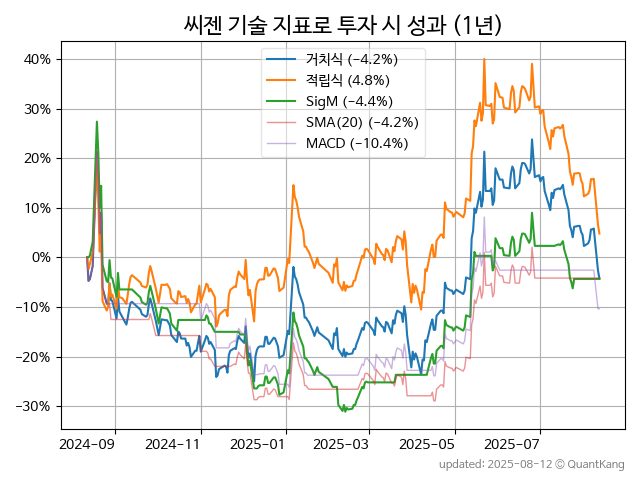 씨젠 기술 지표로 투자 시 성과 (1년)
거치식 (−4.2%)
적립식 (4.8%)
SigM (−4.4%)
SMA(20) (−4.2%)
MACD (−10.4%)
40%
30%
20%
10%
0%
−10%
−20%
−30%
2024-09 2024-11 2025-01 2025-03 2025-05 2025-07
updated: 2025-08-12 © QuantKang